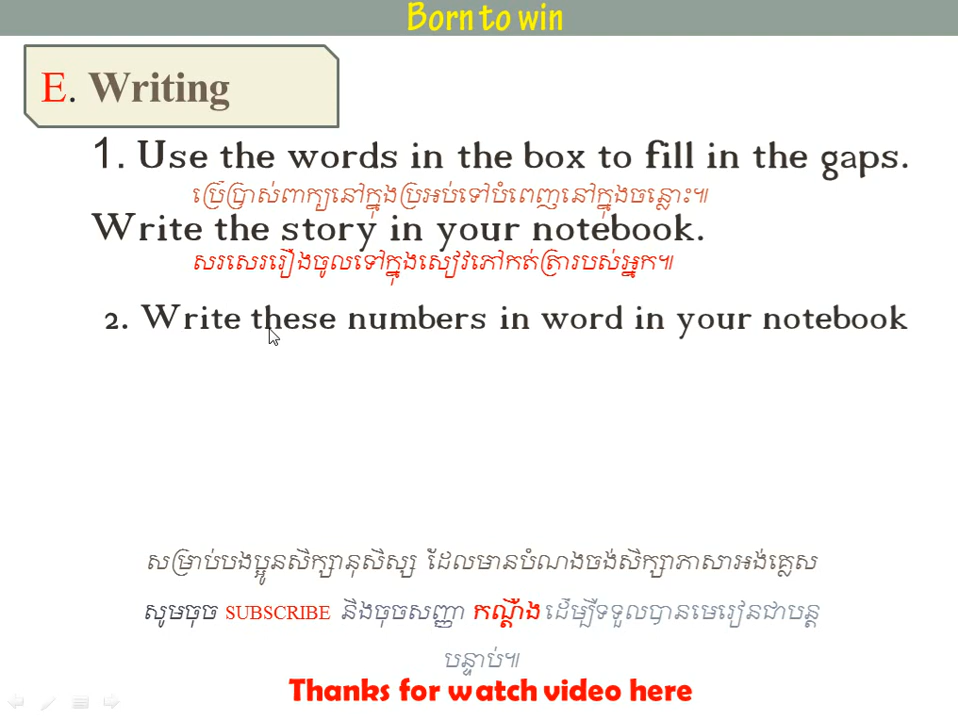 Born to win
E. Writing
1. Use the words in the box to fill in the gaps.
ប្រើប្រាស់ពាក្យនៅក្នុងប្រអប់ទៅបំពេញនៅក្នុងចន្លោះ។
Write the story in your notebook.
សរសេររឿងចូលទៅក្នុងសៀវភៅកត់ត្រារបស់អ្នក។
2. Write these numbers in word in your notebook
សម្រាប់បងប្អូនសិក្សានុសិស្ស ដែលមានបំណងចង់សិក្សាភាសាអង់គ្លេស
សូមចុច SUBSCRIBE និងចុចសញ្ញា កណ្ដឹង ដើម្បីទទួលបានមេរៀនជាបន្ត
បន្ទាប់។
Thanks for watch video here